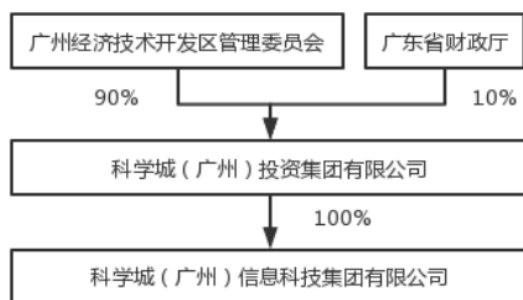 广州经济技术开发区管理委员会
广东省财政厅
90%
10%
科学城（广州）投资集团有限公司
100%
科学城（广州）信息科技集团有限公司